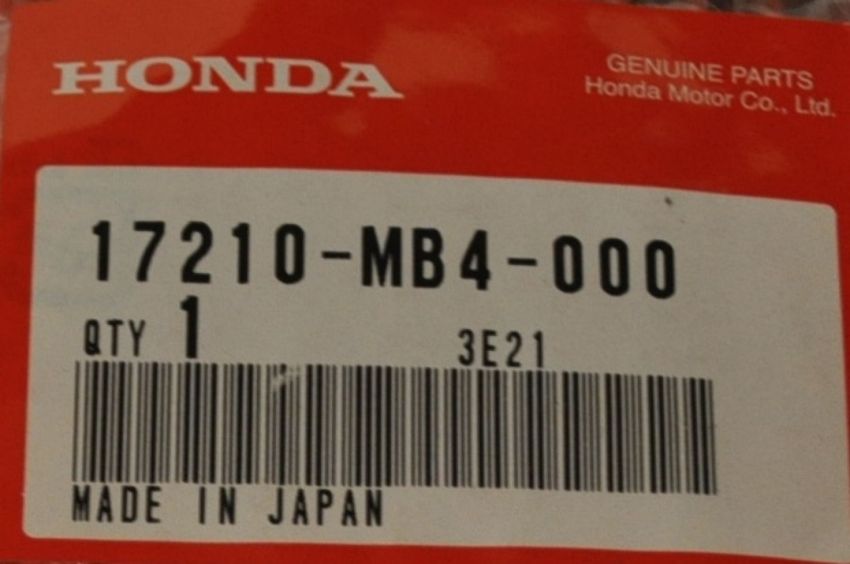 HONDA
GENUINE PARTS
Honda Motor Co., Ltd.
17210-MB4-000
QTY 1 3E21
MADE IN JAPAN